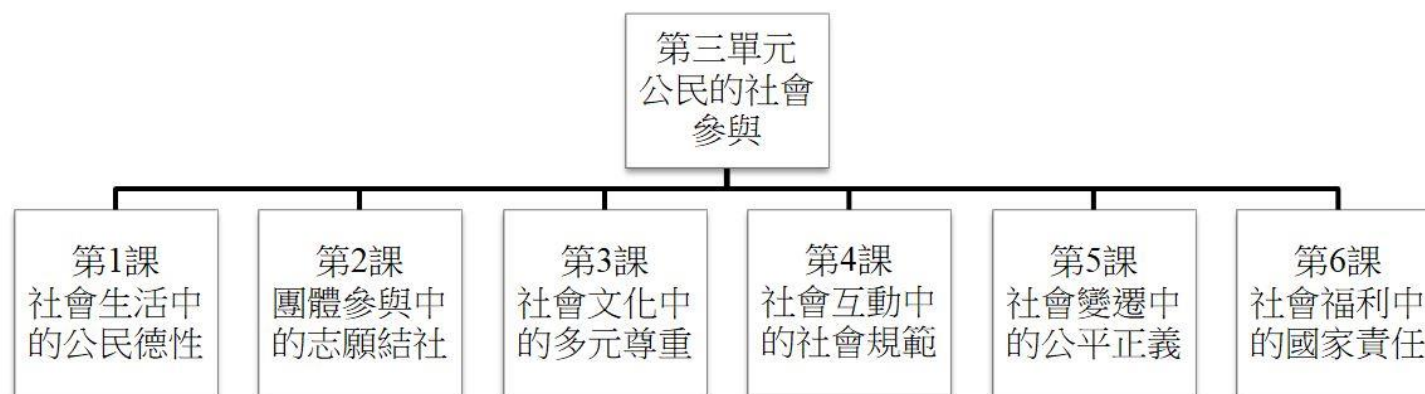 第三單元
公民的社會
參與
第1課
社會生活中
的公民德性
第2課
團體參與中
的志願結社
第3課
社會文化中
的多元尊重
第4課
社會互動中
的社會規範
第5課
社會變遷中
的公平正義
第6課
社會福利中
的國家責任